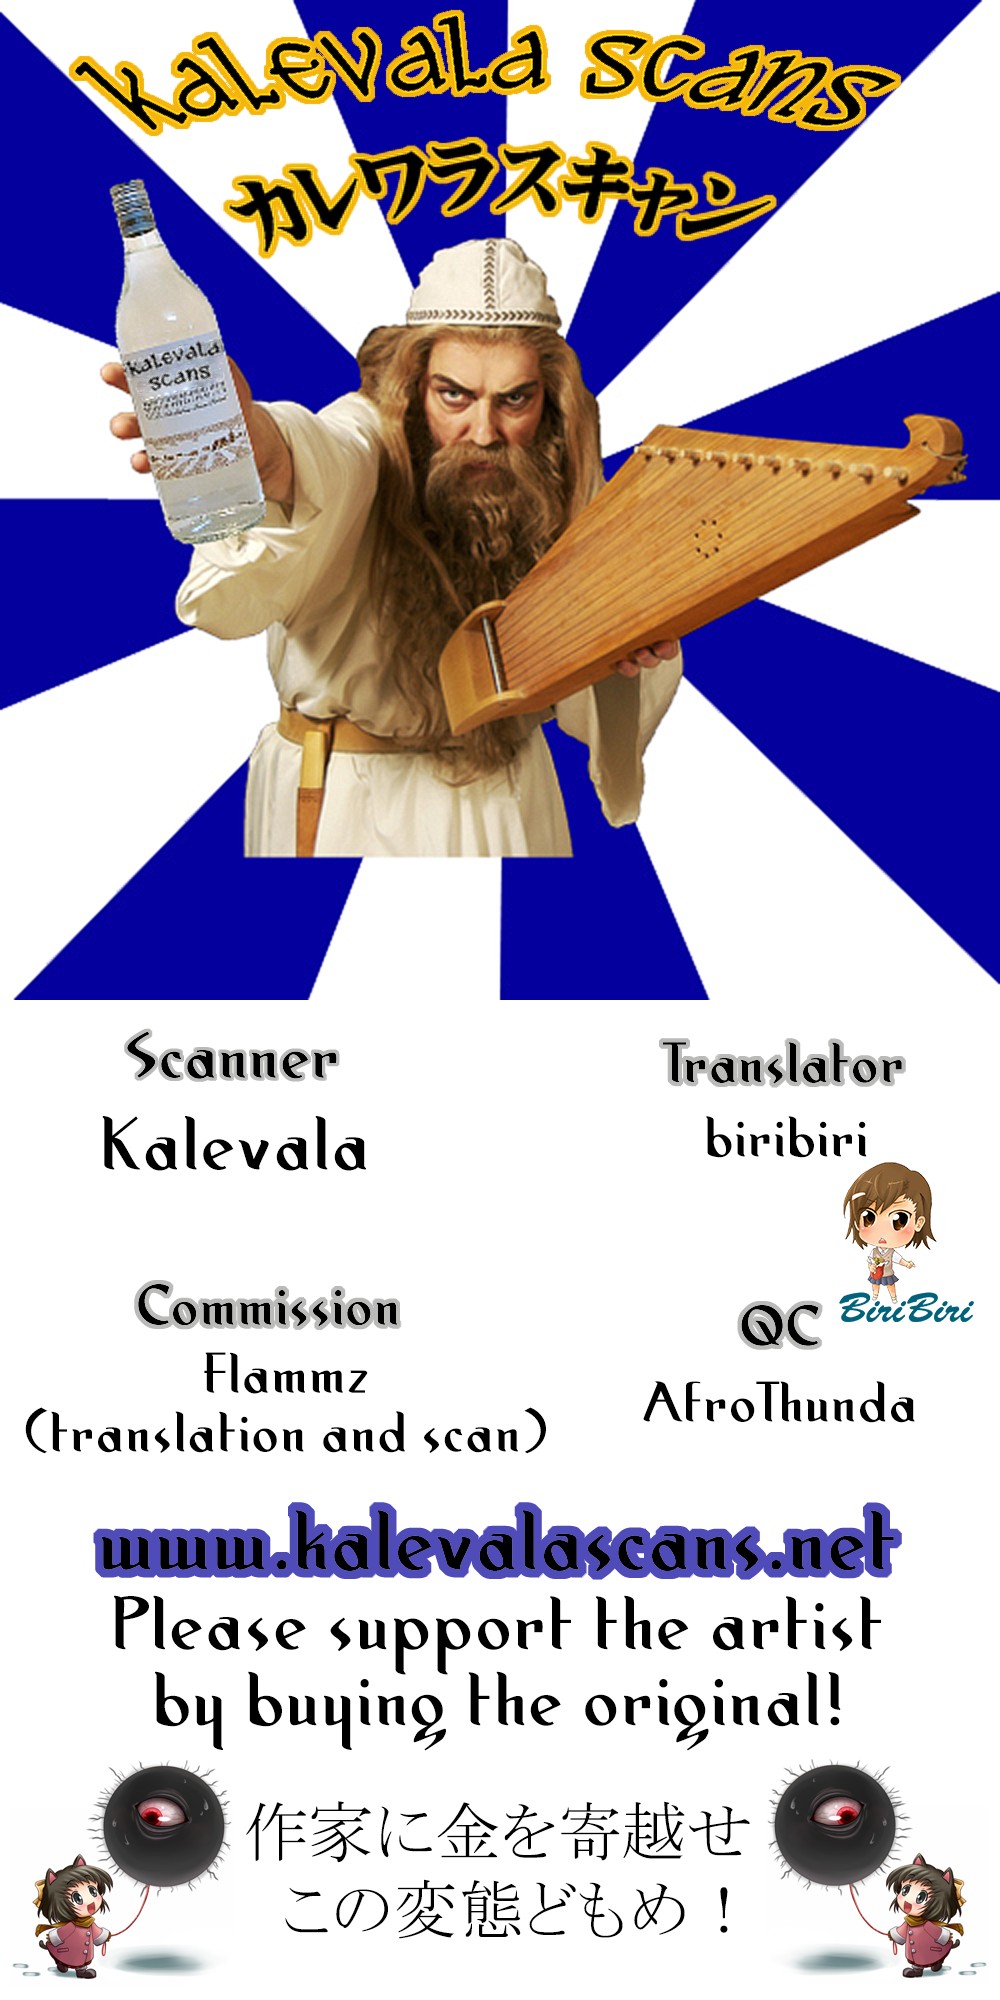 kalevala scans
カレワラスキャン
kalevala
scans
Scanner
Kalevala
Translator
biribiri
BiriBiri
Commission
Flammz
(translation and scan)
QC
AfroThunda
www.kalevalascans.net
Please support the artist
by buying the original!
作家に金を寄越せ
この変態どもめ！